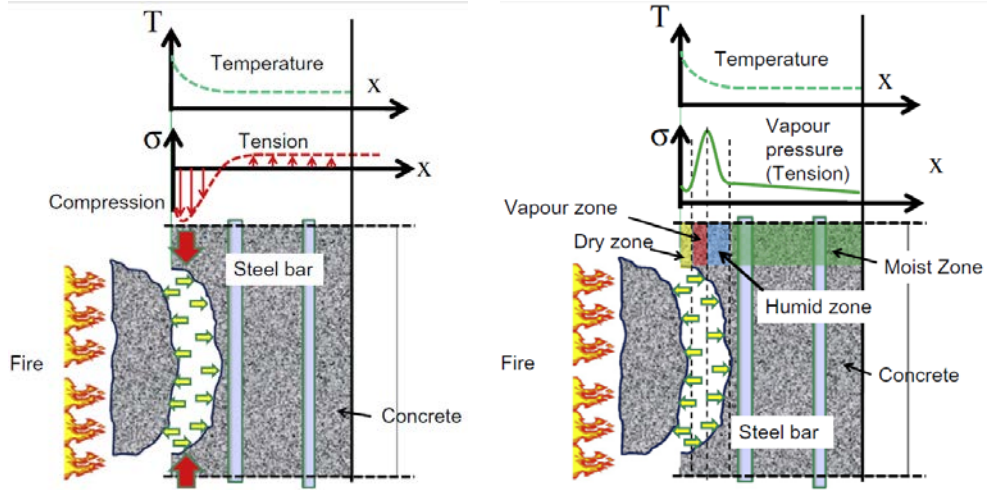 T
Temperature
x
σ
Tension
x
Compression
Steel bar
Fire
Concrete
T
Temperature
x
σ
Vapour
pressure
(Tension)
x
Vapour zone
Dry zone
Moist Zone
Humid zone
Fire
Concrete
Steel bar